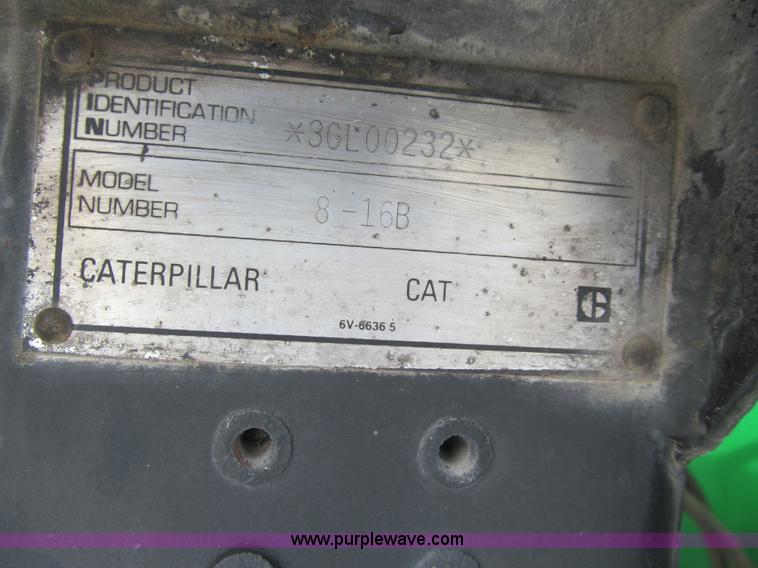 PRODUCT
IDENTIFICATION
NUMBER *3GL00232*
MODEL
NUMBER 8-16B
CATERPILLAR CAT
6V-6636 5
www.purplewave.com